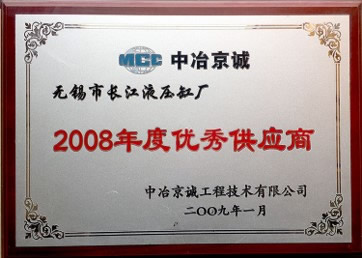 MCC 中冶京诚
无锡市长江液压缸厂
2008年度优秀供应商
中冶京诚工程技术有限公司
二〇〇九年一月